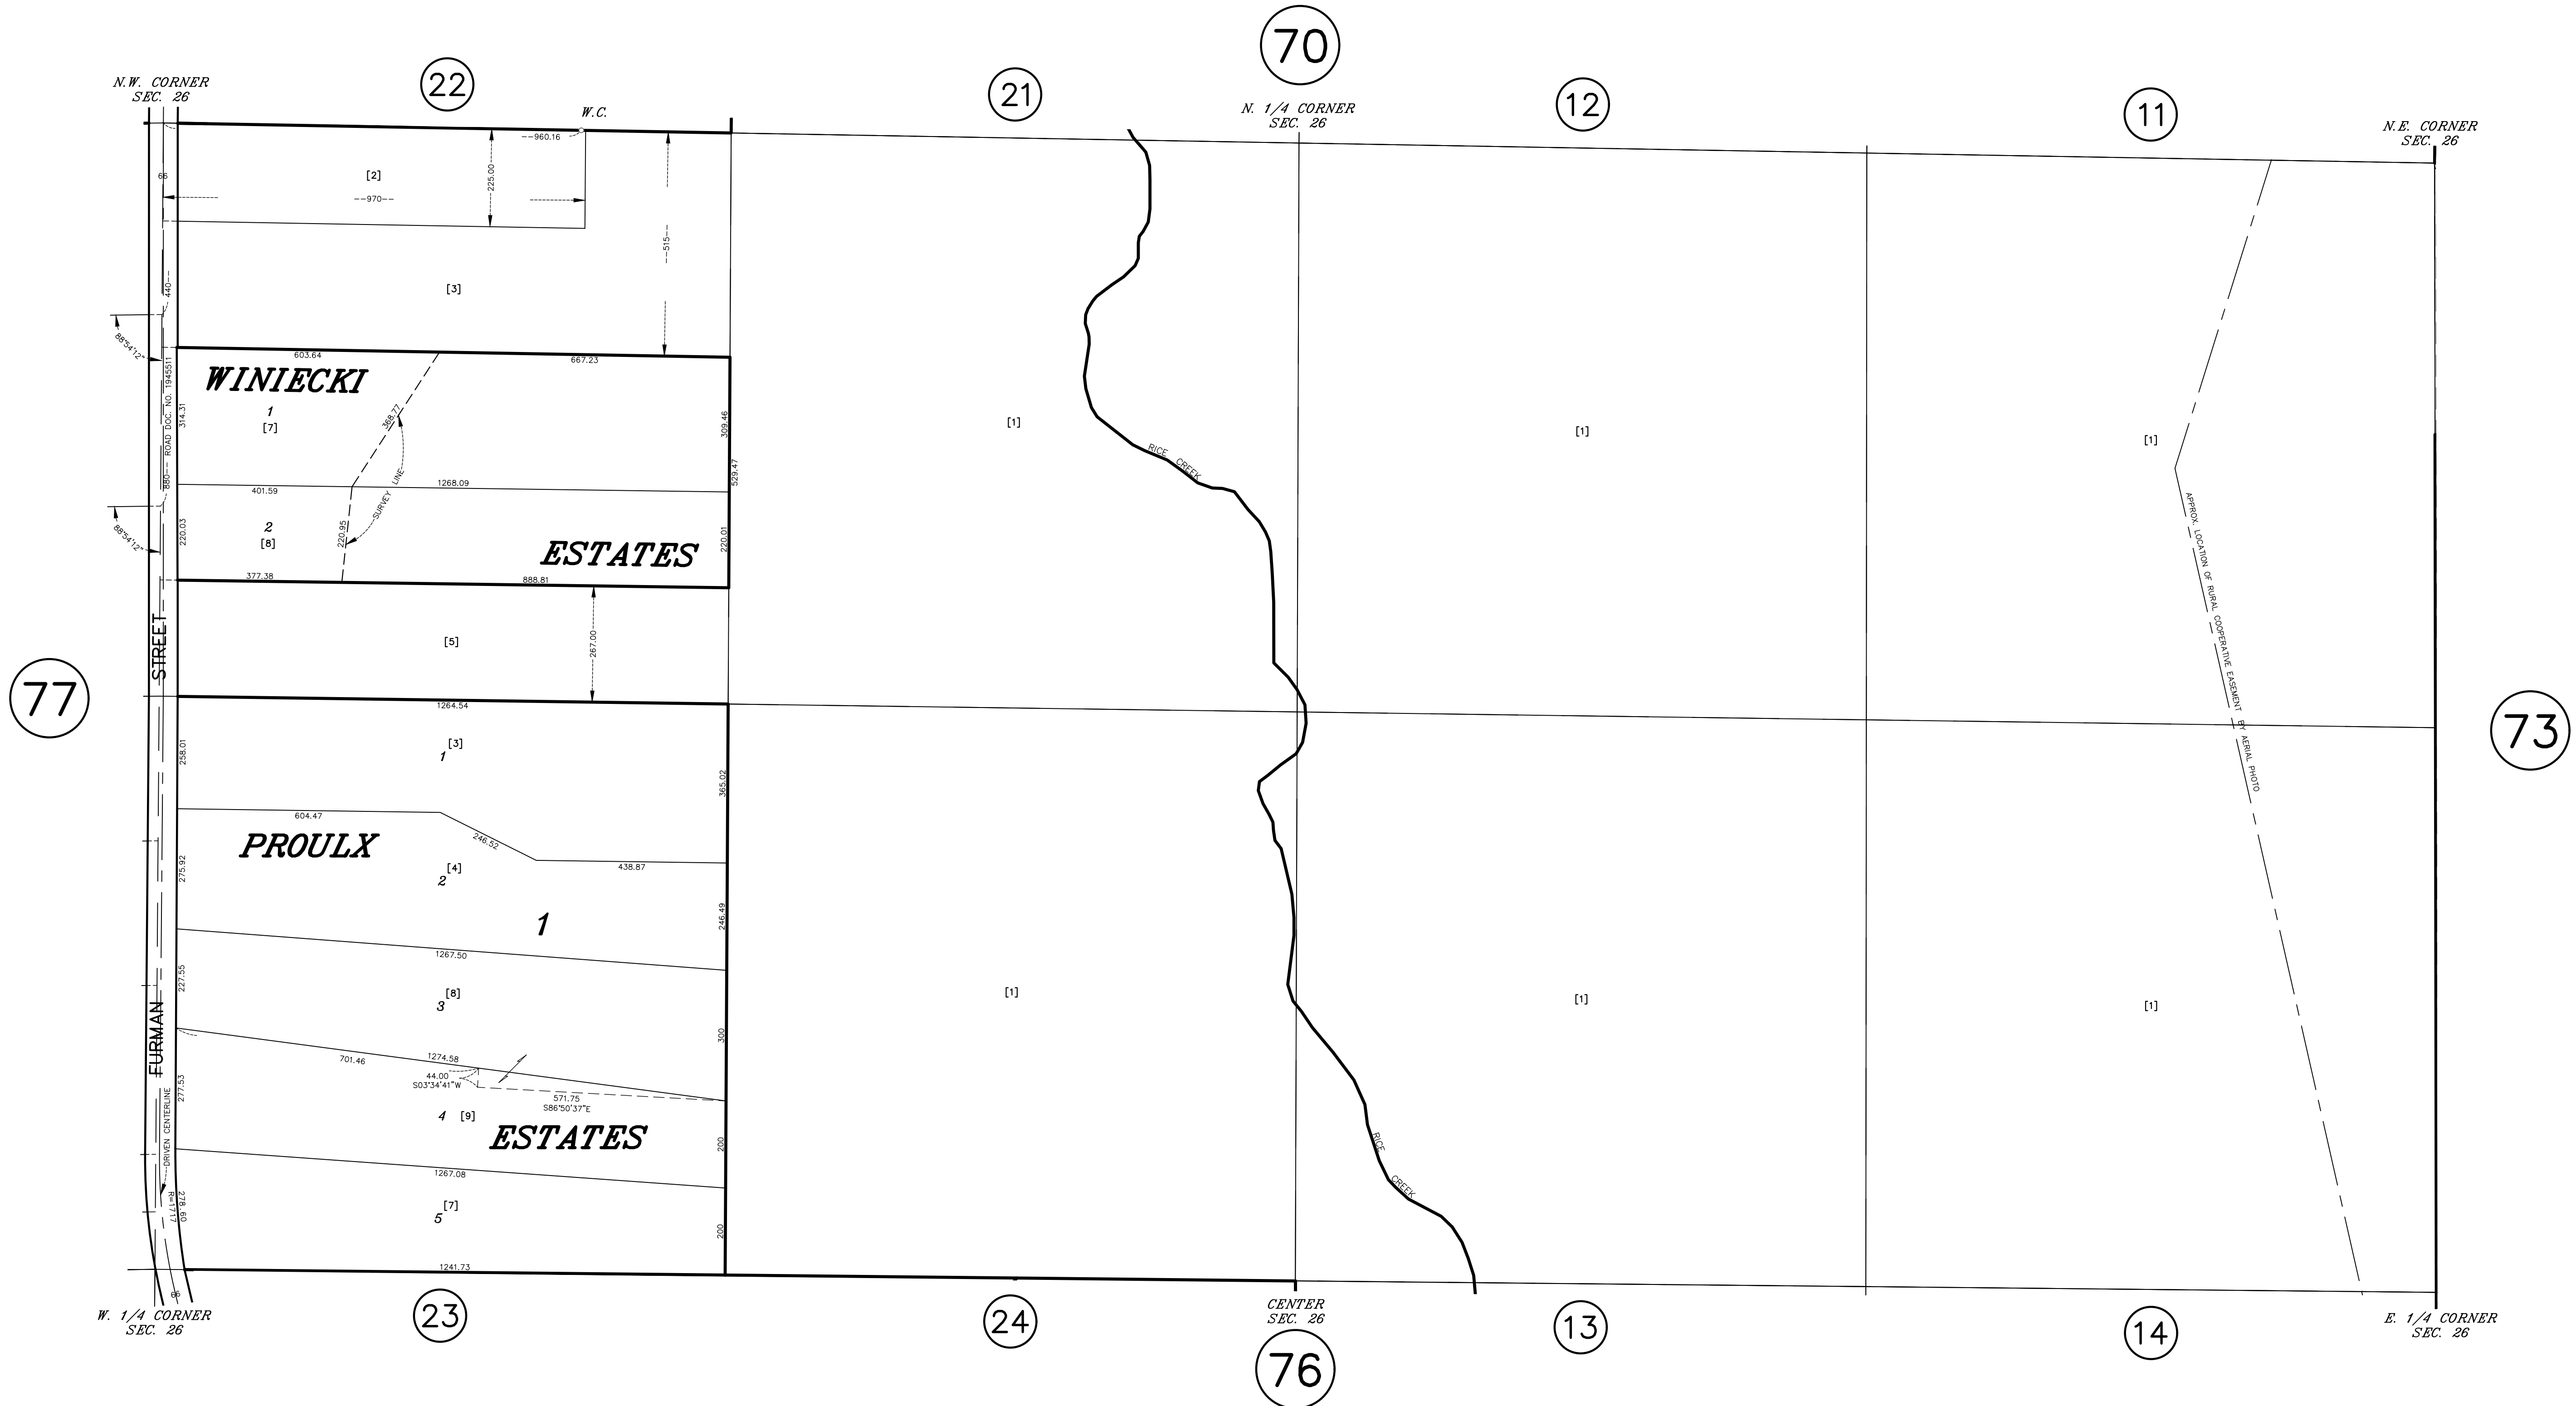 70
22
21
12
11
N.W. CORNER
SEC. 26
W.C.
N. 1/4 CORNER
SEC. 26
N.E. CORNER
SEC. 26
--960.16
66
[2]
225.00
--970--
--515--
[3]
440--
88°54'12"
603.64
667.23
WINIECKI
1
[7]
314.31
880-- ROAD DOC. NO. 1945511
368.77
SURVEY LINE
309.46
529.47
401.59
1268.09
2
[8]
220.03
220.95
220.01
88°54'12"
ESTATES
377.38
888.81
[1]
RICE CREEK
[1]
[1]
APPROX. LOCATION OF RURAL COOPERATIVE EASEMENT BY AERIAL PHOTO
STREET
[5]
267.00
77
73
1264.54
[3]
1
258.01
365.02
604.47
246.52
438.87
PROULX
[4]
2
275.92
246.49
1
1267.50
[8]
3
227.55
300
[1]
[1]
[1]
FURMAN
701.46
1274.58
44.00
S03°34'41"W
571.75
S86°50'37"E
277.53
4 [9]
ESTATES
DRIVEN CENTERLINE
200
1267.08
[7]
5
278.60
R=1717
200
RICE CREEK
1241.73
66
W. 1/4 CORNER
SEC. 26
23
24
CENTER
SEC. 26
13
14
E. 1/4 CORNER
SEC. 26
76